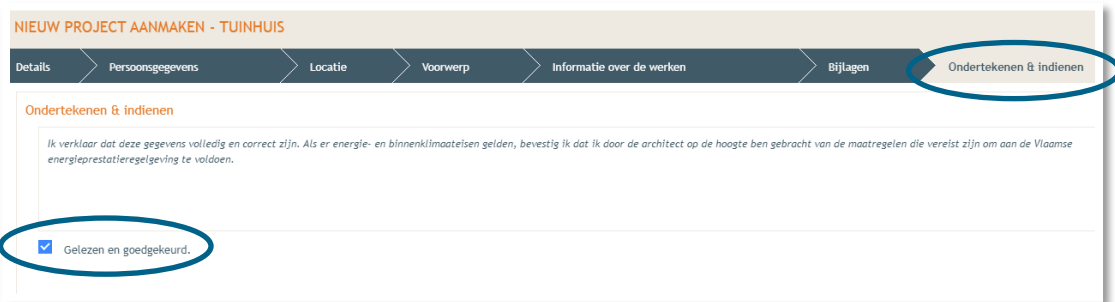 NIEUW PROJECT AANMAKEN - TUINHUIS
Details Persoonsgegevens Locatie Voorwerp Informatie over de werken Bijlagen Ondertekenen & indienen
Ondertekenen & indienen
Ik verklaar dat deze gegevens volledig en correct zijn. Als er energie- en binnenklimaateisen gelden, bevestig ik dat ik door de architect op de hoogte ben gebracht van de maatregelen die vereist zijn om aan de Vlaamse
energieprestatieregelgeving te voldoen.
Gelezen en goedgekeurd.